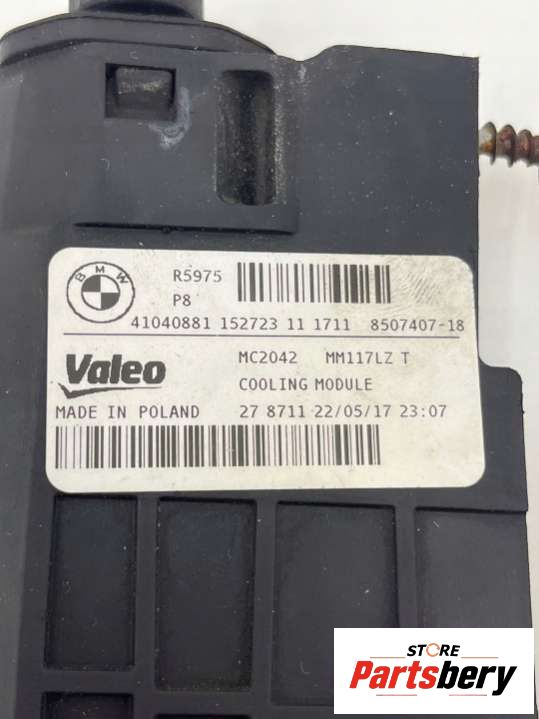 BMW
R5975
P8
41040881 152723 11 1711 8507407-18
Valeo
MC2042 MM117LZ T
COOLING MODULE
MADE IN POLAND 27 8711 22/05/17 23:07
STORE
Partsbery